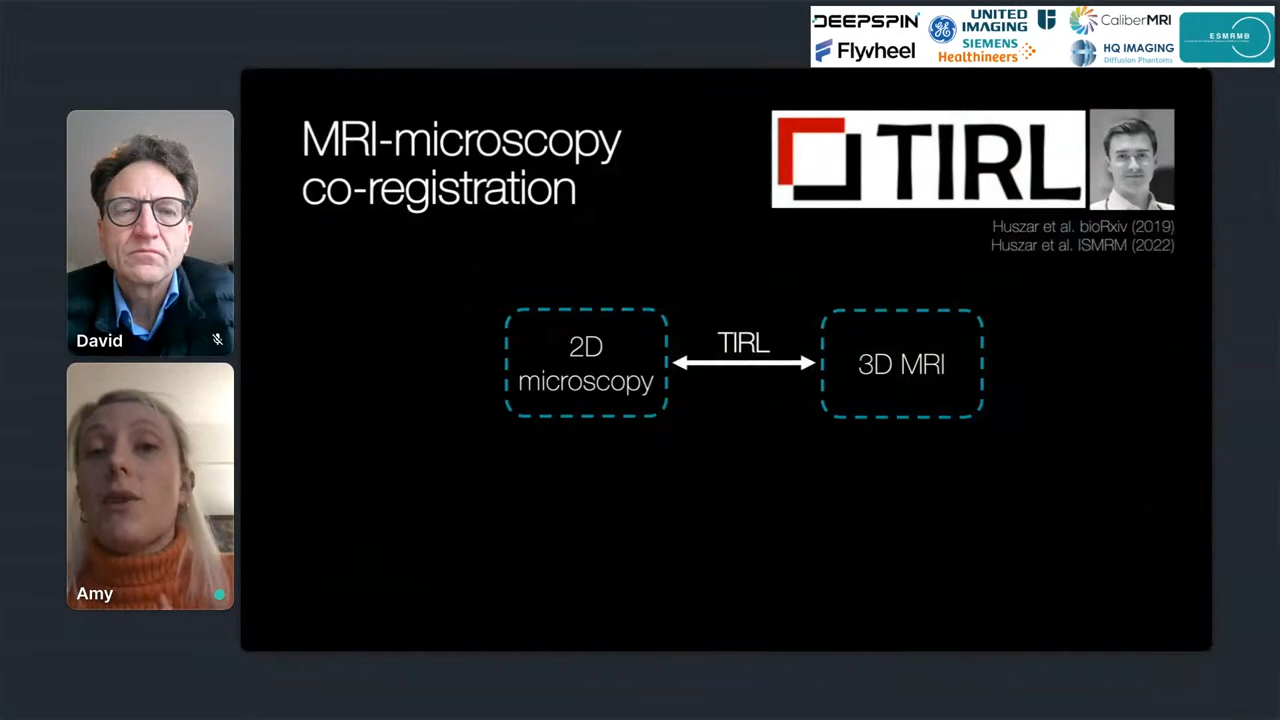 DEEPSPIN
UNITED
IMAGING
CaliberMRI
Flywheel
SIEMENS
Healthineers
HQ IMAGING
Diffusion Phantoms
ESMRMB
MRI-microscopy
co-registration
TIRL
Huszar et al. bioRxiv (2019)
Huszar et al. ISMRM (2022)
2D
microscopy
TIRL
3D MRI
David
Amy